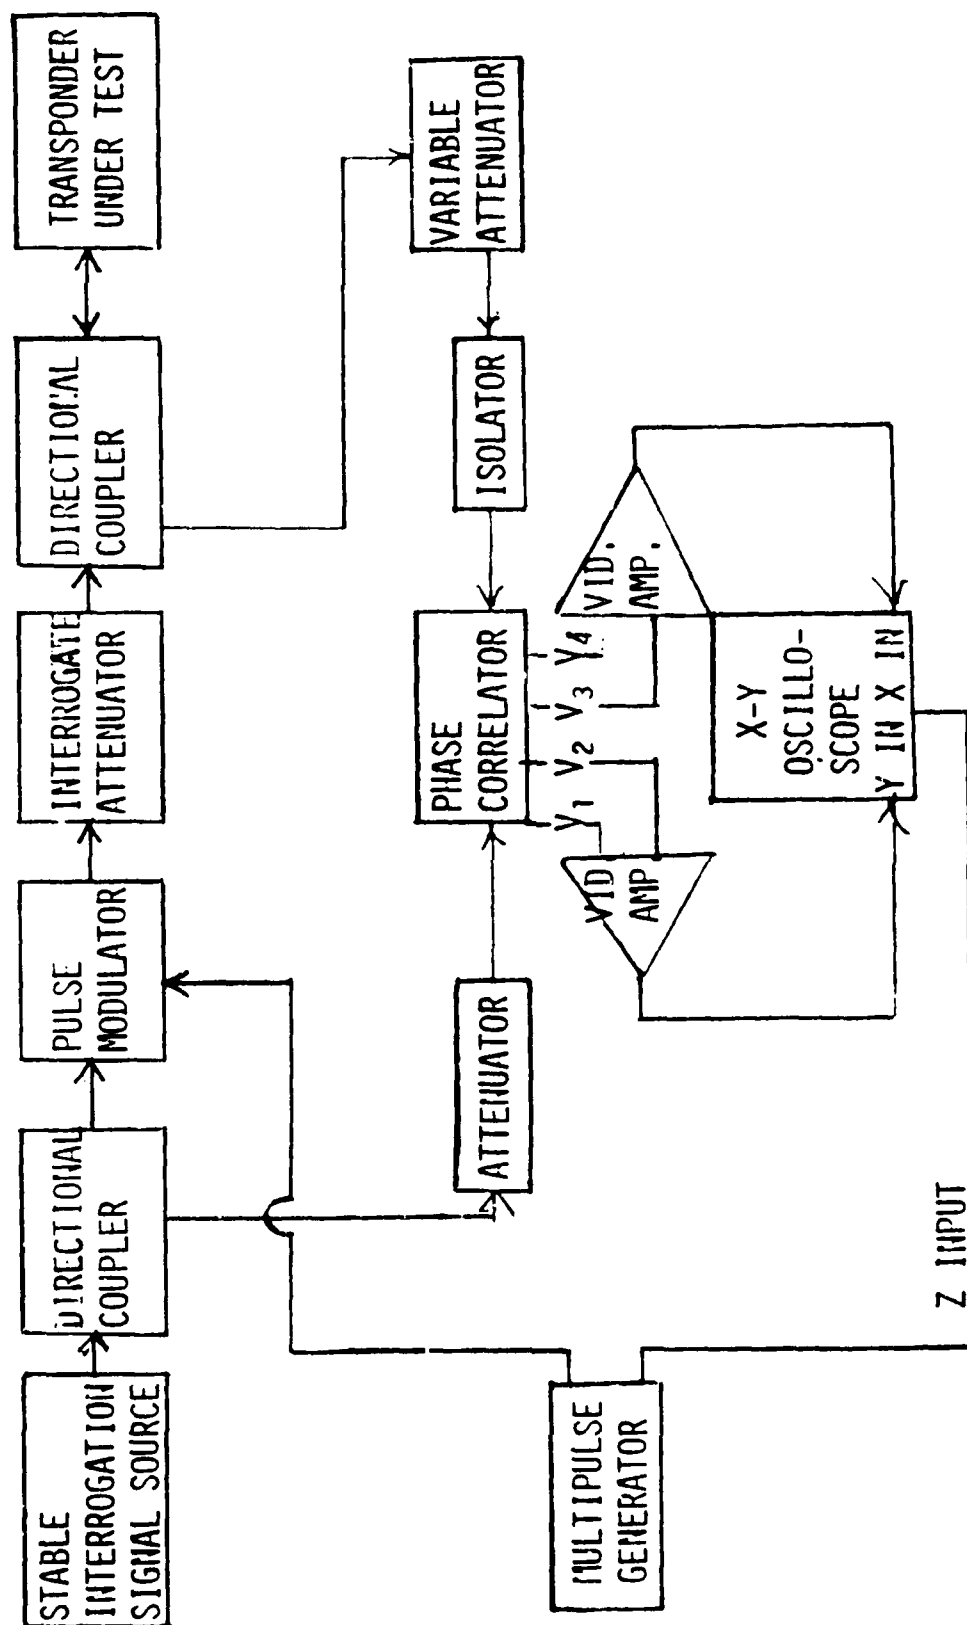 STABLE
INTERROGATION
SIGNAL SOURCE
DIRECTIONAL
COUPLER
PULSE
MODULATOR
INTERROGATE
ATTENUATOR
DIRECTIONAL
COUPLER
TRANSPONDER
UNDER TEST
VARIABLE
ATTENUATOR
ISOLATOR
PHASE
CORRELATOR
ATTENUATOR
V1 V2 V3 V4
VID
AMP
VID.
AMP.
X-Y
OSCILLO-
SCOPE
Y IN X IN
MULTIPULSE
GENERATOR
Z INPUT